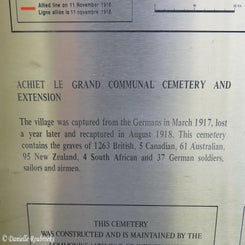 Allied line on 11 November 1918
Ligne alliée le 11 novembre 1918
ACHIET LE GRAND COMMUNAL CEMETERY AND
EXTENSION
The village was captured from the Germans in March 1917, lost
a year later and recaptured in August 1918. This cemetery
contains the graves of 1263 British, 5 Canadian, 61 Australian,
95 New Zealand, 4 South African and 37 German soldiers,
sailors and airmen.
THIS CEMETERY
WAS CONSTRUCTED AND IS MAINTAINED BY THE
© Danielle Roubroeks